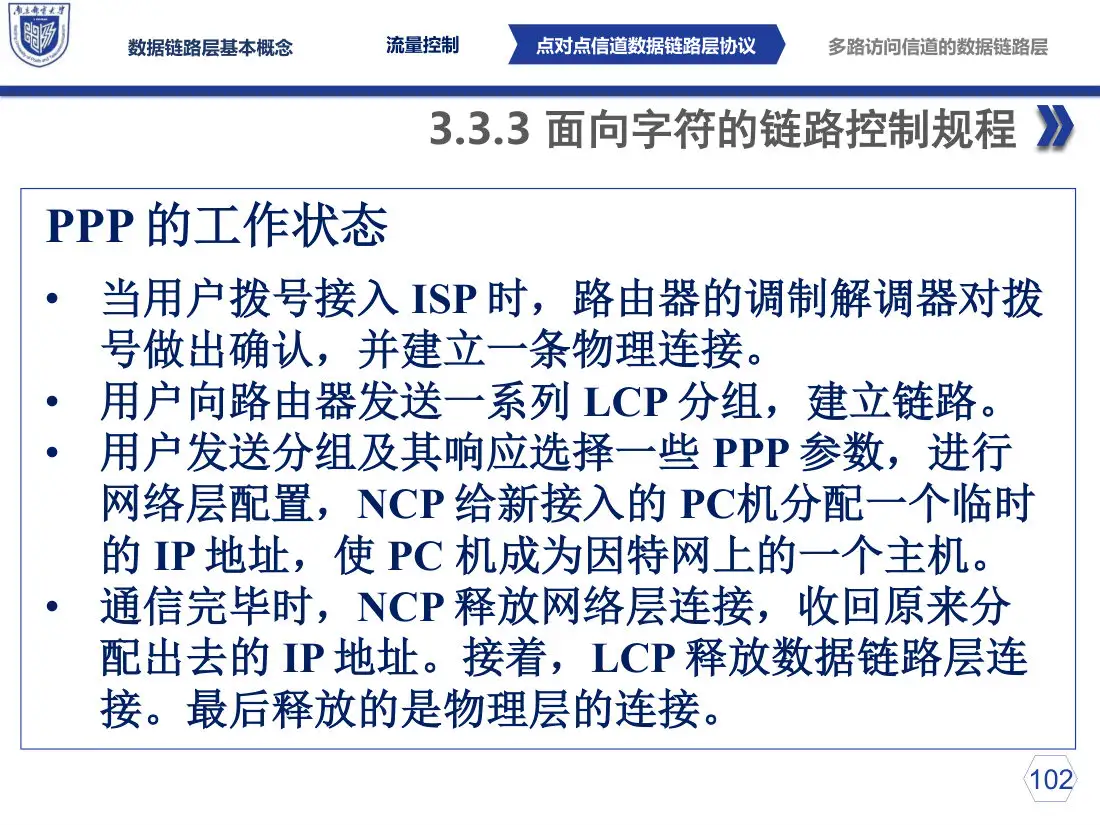 南京邮电大学
数据链路层基本概念
流量控制
点对点信道数据链路层协议
多路访问信道的数据链路层
3.3.3 面向字符的链路控制规程
PPP 的工作状态
• 当用户拨号接入 ISP 时，路由器的调制解调器对拨
号做出确认，并建立一条物理连接。
• 用户向路由器发送一系列 LCP 分组，建立链路。
• 用户发送分组及其响应选择一些 PPP 参数，进行
网络层配置，NCP 给新接入的 PC机分配一个临时
的 IP 地址，使 PC 机成为因特网上的一个主机。
• 通信完毕时，NCP 释放网络层连接，收回原来分
配出去的 IP 地址。接着，LCP 释放数据链路层连
接。最后释放的是物理层的连接。
102